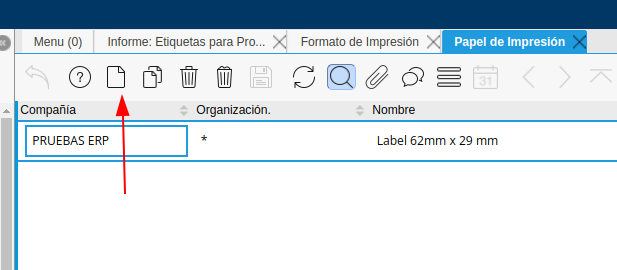 Menu (0) Informe: Etiquetas para Pro... Formato de Impresión Papel de Impresión
? 31
Compañía Organización. Nombre
PRUEBAS ERP * Label 62mm x 29 mm